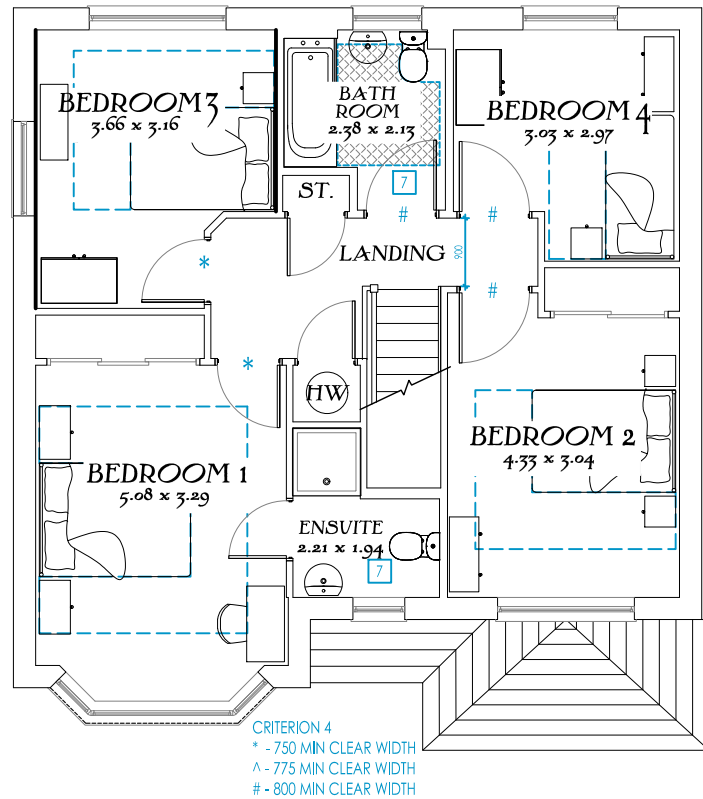 BEDROOM 3
3.66 x 3.16
BATH
ROOM
2.38 x 2.13
BEDROOM 4
3.03 x 2.97
7
ST.
#
#
*
LANDING
900
#
*
HW
BEDROOM 1
5.08 x 3.29
BEDROOM 2
4.33 x 3.04
ENSUITE
2.21 x 1.94
7
CRITERION 4
* - 750 MIN CLEAR WIDTH
^ - 775 MIN CLEAR WIDTH
# - 800 MIN CLEAR WIDTH